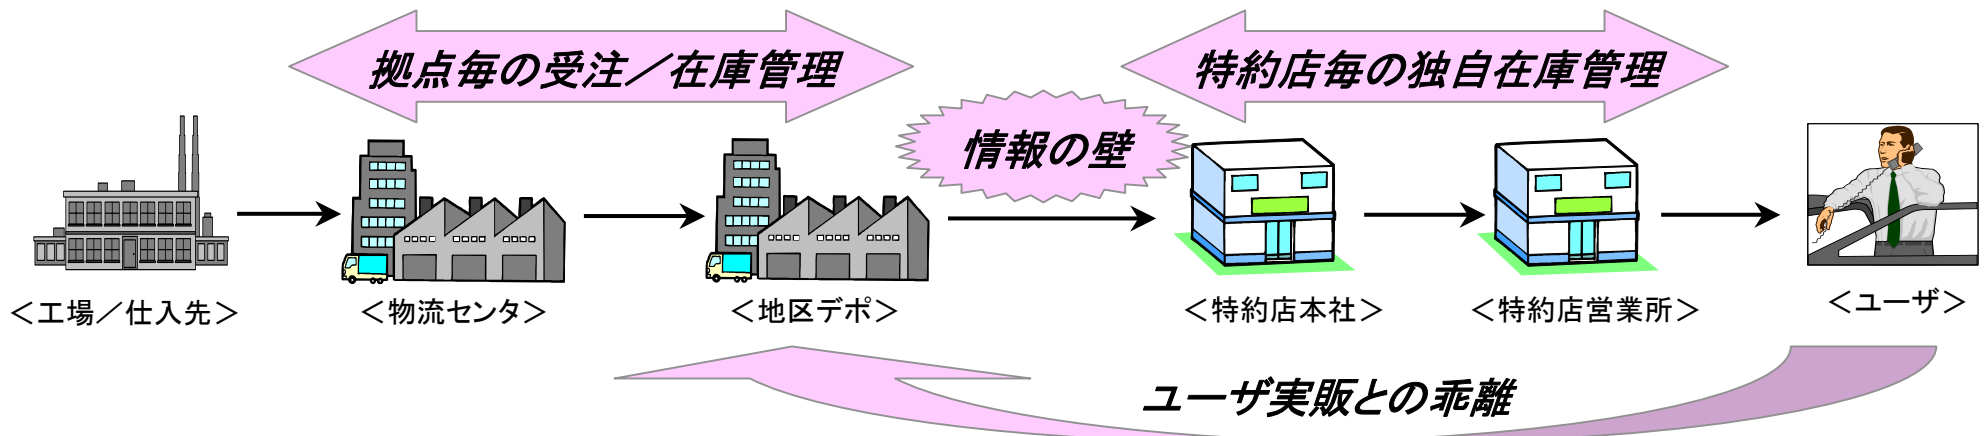 拠点毎の受注／在庫管理
特約店毎の独自在庫管理
情報の壁
＜工場／仕入先＞
＜物流センタ＞
＜地区デポ＞
＜特約店本社＞
＜特約店営業所＞
＜ユーザ＞
ユーザ実販との乖離